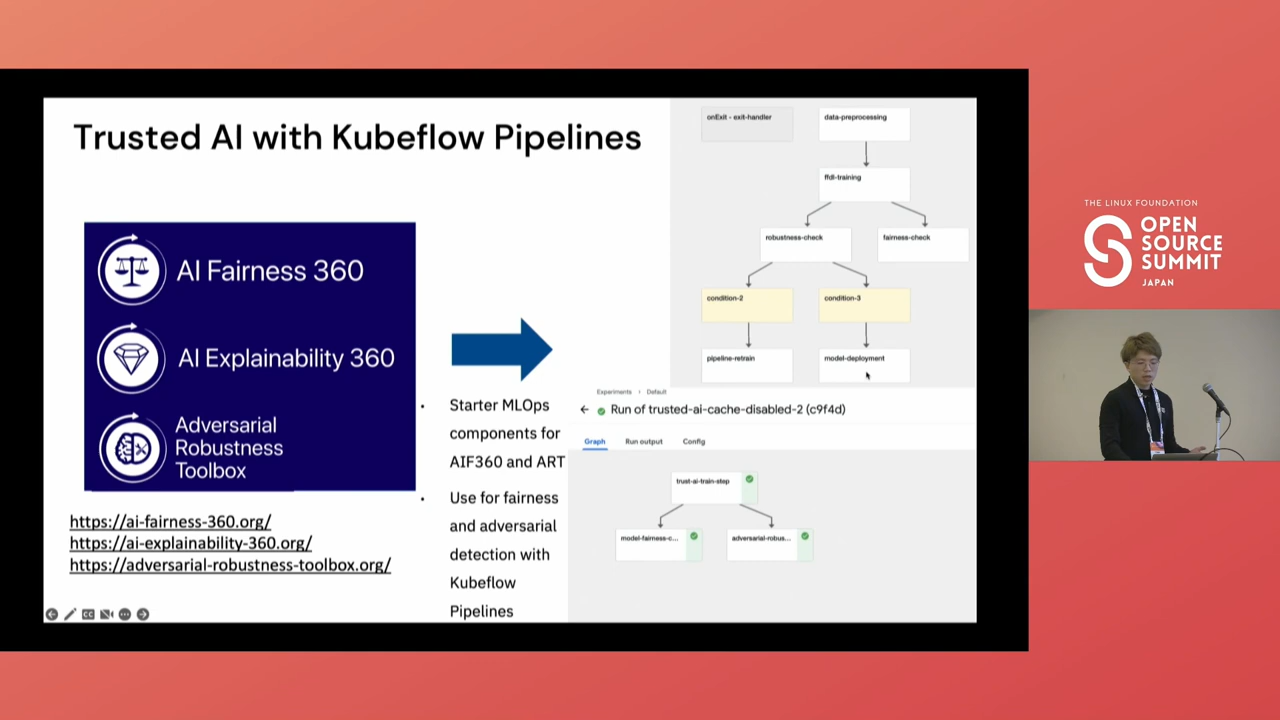 Trusted AI with Kubeflow Pipelines
AI Fairness 360
AI Explainability 360
Adversarial
Robustness
Toolbox
https://ai-fairness-360.org/
https://ai-explainability-360.org/
https://adversarial-robustness-toolbox.org/
• Starter MLOps
components for
AIF360 and ART
• Use for fairness
and adversarial
detection with
Kubeflow
Pipelines
onExit - exit-handler
data-preprocessing
ffdl-training
robustness-check
fairness-check
condition-2
condition-3
pipeline-retrain
model-deployment
Experiments > Default
Run of trusted-ai-cache-disabled-2 (c9f4d)
Graph Run output Config
trust-ai-train-step
model-fairness-c...
adversarial-robus...
CC
THE LINUX FOUNDATION
OPEN
SOURCE
SUMMIT
JAPAN